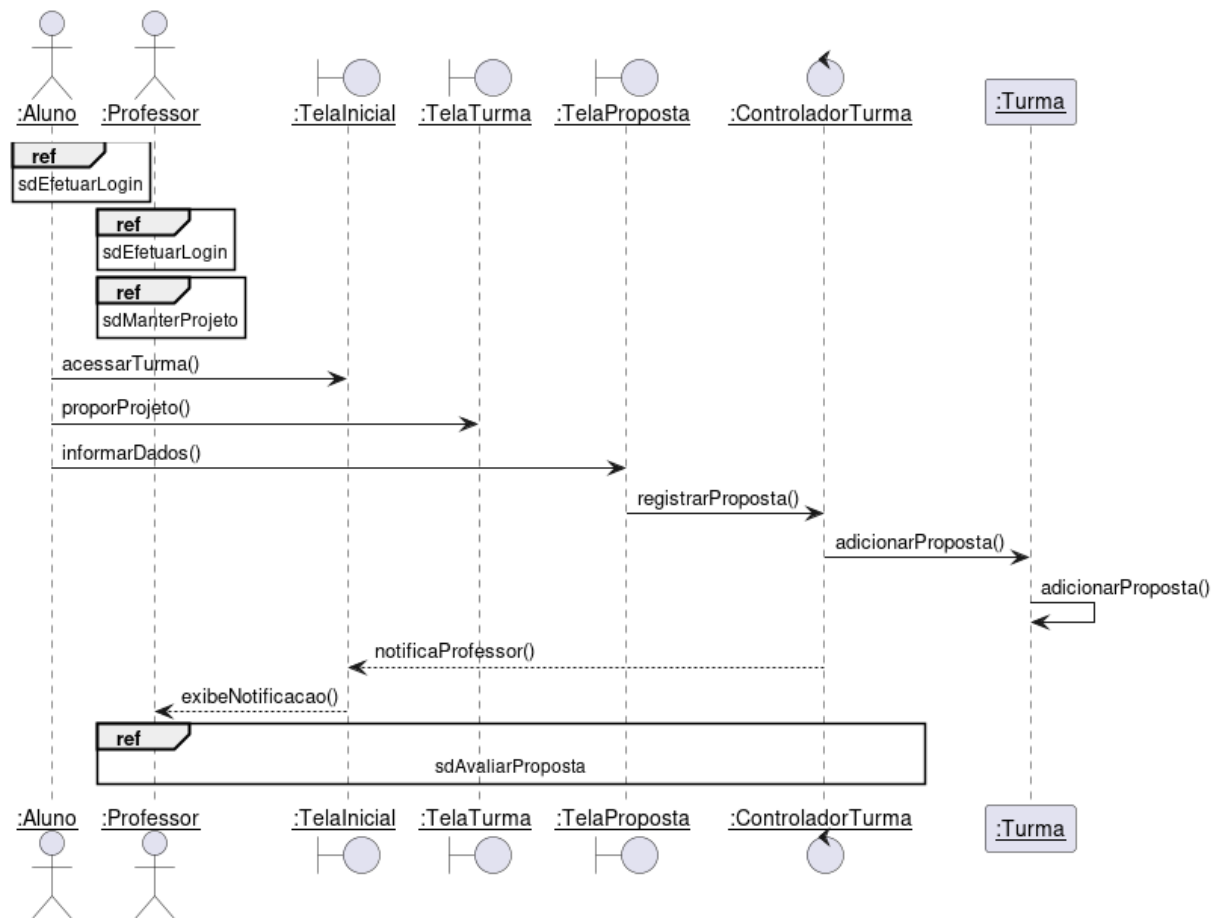 :Aluno :Professor :TelaInicial :TelaTurma :TelaProposta :ControladorTurma :Turma
ref
sdEfetuarLogin
ref
sdEfetuarLogin
ref
sdManterProjeto
acessarTurma()
proporProjeto()
informarDados()
registrarProposta()
adicionarProposta()
adicionarProposta()
notificaProfessor()
exibeNotificacao()
ref
sdAvaliarProposta
:Aluno :Professor :TelaInicial :TelaTurma :TelaProposta :ControladorTurma :Turma